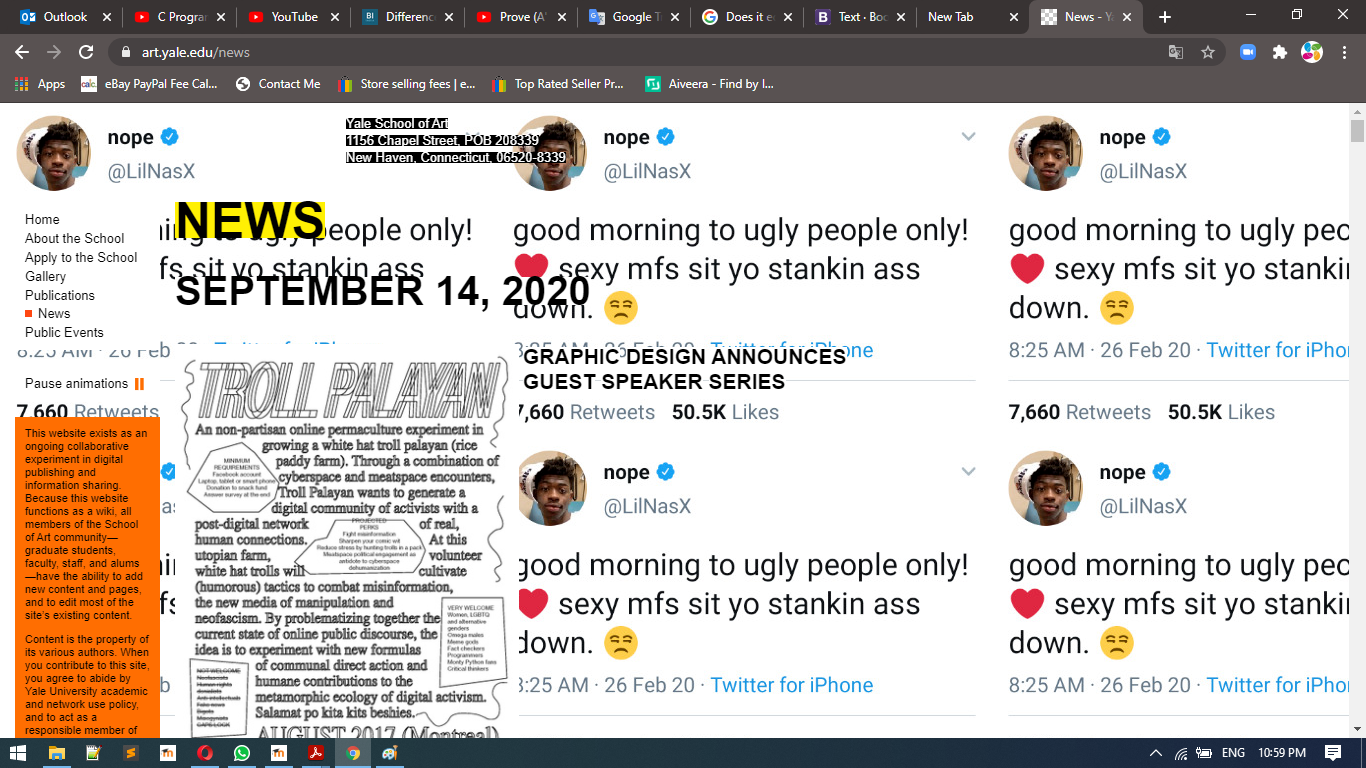 Outlook
C Progra
YouTube
Differenc
Prove (A
Google T
Does it e
Text · Boo
New Tab
News - Y
art.yale.edu/news
Apps
eBay PayPal Fee Cal...
Contact Me
Store selling fees | e...
Top Rated Seller Pr...
Aiveera - Find by I...
nope
@LilNasX
Yale School of Art
1156 Chapel Street, POB 208339
New Haven, Connecticut, 06520-8339
nope
@LilNasX
nope
@LilNasX
Home
About the School
Apply to the School
Gallery
Publications
News
Public Events
Pause animations
NEWS
ing to ugly people only!
fs sit yo stankin ass
SEPTEMBER 14, 2020
good morning to ugly people only!
❤ sexy mfs sit yo stankin ass
down. 😒
8:25 AM · 26 Feb 20 · Twitter for iPhone
good morning to ugly peo
❤ sexy mfs sit yo stanki
down. 😒
8:25 AM · 26 Feb 20 · Twitter for iPho
GRAPHIC DESIGN ANNOUNCES
GUEST SPEAKER SERIES
7,660 Retweets
7,660 Retweets 50.5K Likes
7,660 Retweets 50.5K Likes
This website exists as an
ongoing collaborative
experiment in digital
publishing and
information sharing.
Because this website
functions as a wiki, all
members of the School
of Art community—
graduate students,
faculty, staff, and alums
—have the ability to add
new content and pages,
and to edit most of the
site's existing content.
Content is the property of
its various authors. When
you contribute to this site,
you agree to abide by
Yale University academic
and network use policy,
and to act as a
responsible member of
TROLL PALAYAN
An non-partisan online permaculture experiment in
growing a white hat troll palayan (rice
paddy farm). Through a combination of
cyberspace and meatspace encounters,
Troll Palayan wants to generate a
digital community of activists with a
post-digital network of real,
human connections. At this
utopian farm, volunteer
white hat trolls will cultivate
(humorous) tactics to combat misinformation,
the new media of manipulation and
neofascism. By problematizing together the
current state of online public discourse, the
idea is to experiment with new formulas
of communal direct action and
humane contributions to the
metamorphic ecology of digital activism.
Salamat po kita kits beshies.
AUGUST 2017 (Montreal)
MINIMUM
REQUIREMENTS
Facebook account
Laptop, tablet or smart phone
Donation to snack fund
Answer survey at the end
PROJECTED
PERKS
Fight misinformation
Sharpen your comic wit
Reduce stress by hunting trolls in a pack
Meatspace political engagement as
antidote to cyberspace
dehumanization
VERY WELCOME
Women, LGBTQ
and alternative
genders
Omega males
Meme gods
Fact checkers
Programmers
Monty Python fans
Critical thinkers
NOT WELCOME
Neofascists
Human rights
Anti-intellectuals
Fake news
Bigots
Misogynists
CAPS LOCK
nope
@LilNasX
good morning to ugly people only!
❤ sexy mfs sit yo stankin ass
down. 😒
8:25 AM · 26 Feb 20 · Twitter for iPhone
nope
@LilNasX
good morning to ugly peo
❤ sexy mfs sit yo stanki
down. 😒
8:25 AM · 26 Feb 20 · Twitter for iPho
ENG
10:59 PM